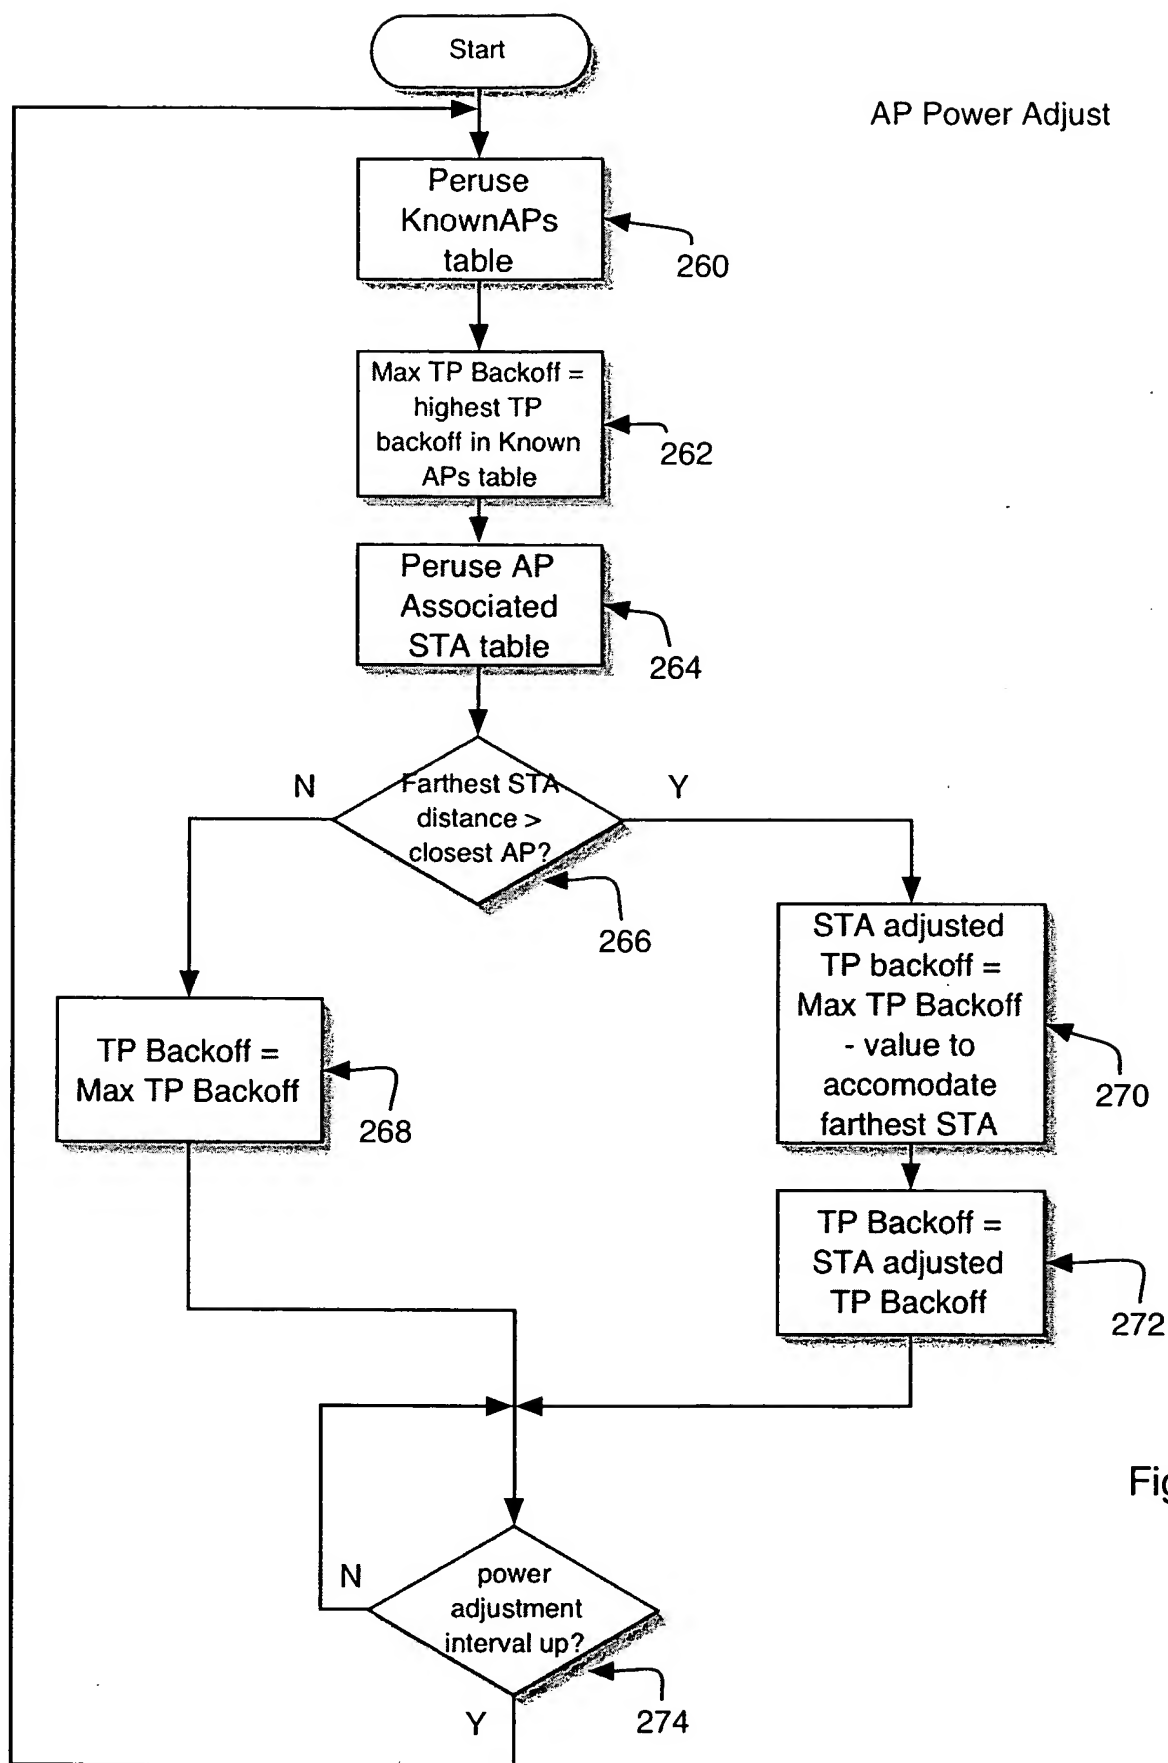 Start
AP Power Adjust
Peruse
KnownAPs
table
260
Max TP Backoff =
highest TP
backoff in Known
APs table
262
Peruse AP
Associated
STA table
264
N
Farthest STA
distance >
closest AP?
Y
266
STA adjusted
TP backoff =
Max TP Backoff
- value to
accomodate
farthest STA
270
TP Backoff =
Max TP Backoff
268
TP Backoff =
STA adjusted
TP Backoff
272
Fig
N
power
adjustment
interval up?
Y
274